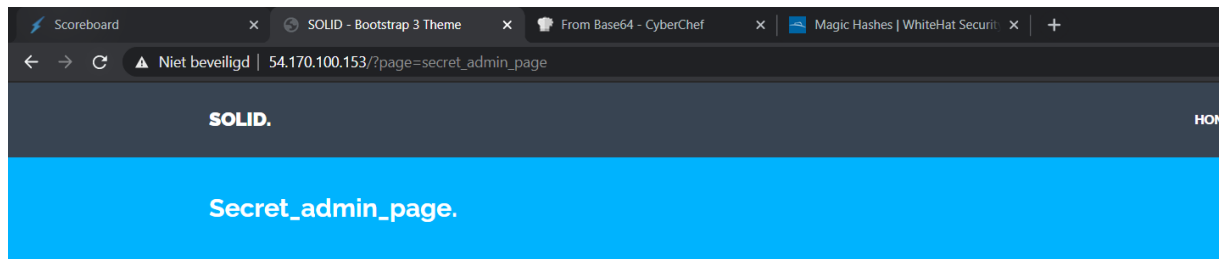 Scoreboard
SOLID - Bootstrap 3 Theme
From Base64 - CyberChef
Magic Hashes | WhiteHat Securit
Niet beveiligd | 54.170.100.153/?page=secret_admin_page
SOLID.
HOM
Secret_admin_page.